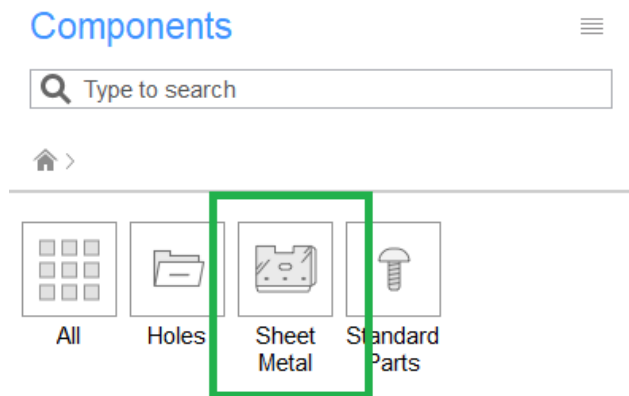 Components
Type to search
All
Holes
Sheet
Metal
Standard
Parts